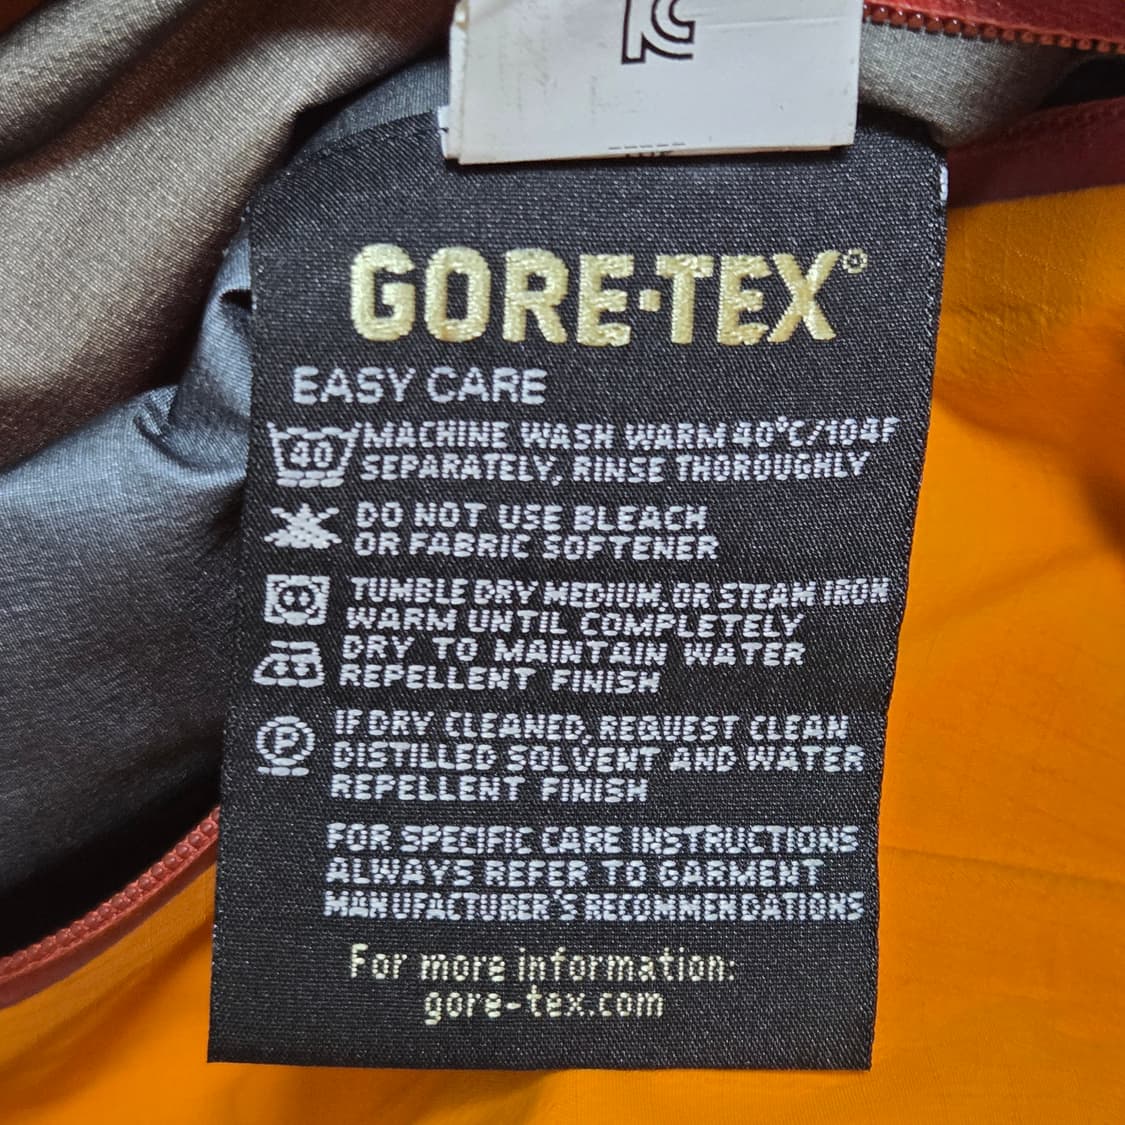 GORE-TEX®
EASY CARE
40 MACHINE WASH WARM 40°C/104F
SEPARATELY, RINSE THOROUGHLY
DO NOT USE BLEACH
OR FABRIC SOFTENER
TUMBLE DRY MEDIUM, OR STEAM IRON
WARM UNTIL COMPLETELY
DRY TO MAINTAIN WATER
REPELLENT FINISH
P IF DRY CLEANED, REQUEST CLEAN
DISTILLED SOLVENT AND WATER
REPELLENT FINISH
FOR SPECIFIC CARE INSTRUCTIONS
ALWAYS REFER TO GARMENT
MANUFACTURER'S RECOMMENDATIONS
For more information:
gore-tex.com